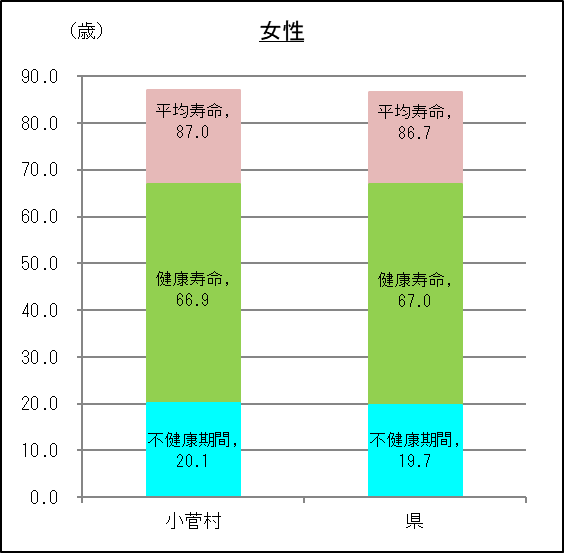 (歳)
女性
90.0
80.0
70.0
60.0
50.0
40.0
30.0
20.0
10.0
0.0
平均寿命,
87.0
健康寿命,
66.9
不健康期間,
20.1
平均寿命,
86.7
健康寿命,
67.0
不健康期間,
19.7
小菅村
県